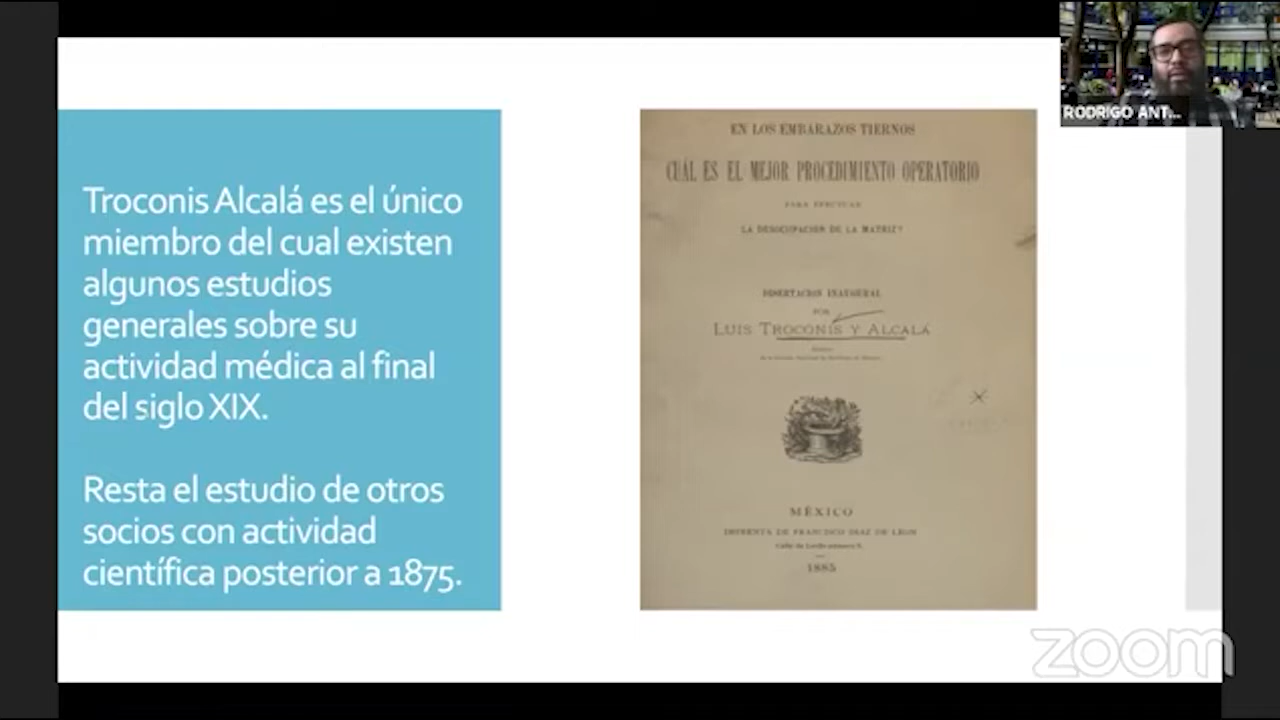 Troconis Alcalá es el único
miembro del cual existen
algunos estudios
generales sobre su
actividad médica al final
del siglo XIX.
Resta el estudio de otros
socios con actividad
científica posterior a 1875.
EN LOS EMBARAZOS TIERNOS
CUÁL ES EL MEJOR PROCEDIMIENTO OPERATORIO
PARA EFECTUAR
LA DESOCUPACION DE LA MATRIZ?
DISERTACION INAUGURAL
POR
LUIS TROCONIS Y ALCALÁ
MÉXICO
IMPRENTA DE FRANCISCO DIAZ DE LEON
1885
RODRIGO ANT...
zoom